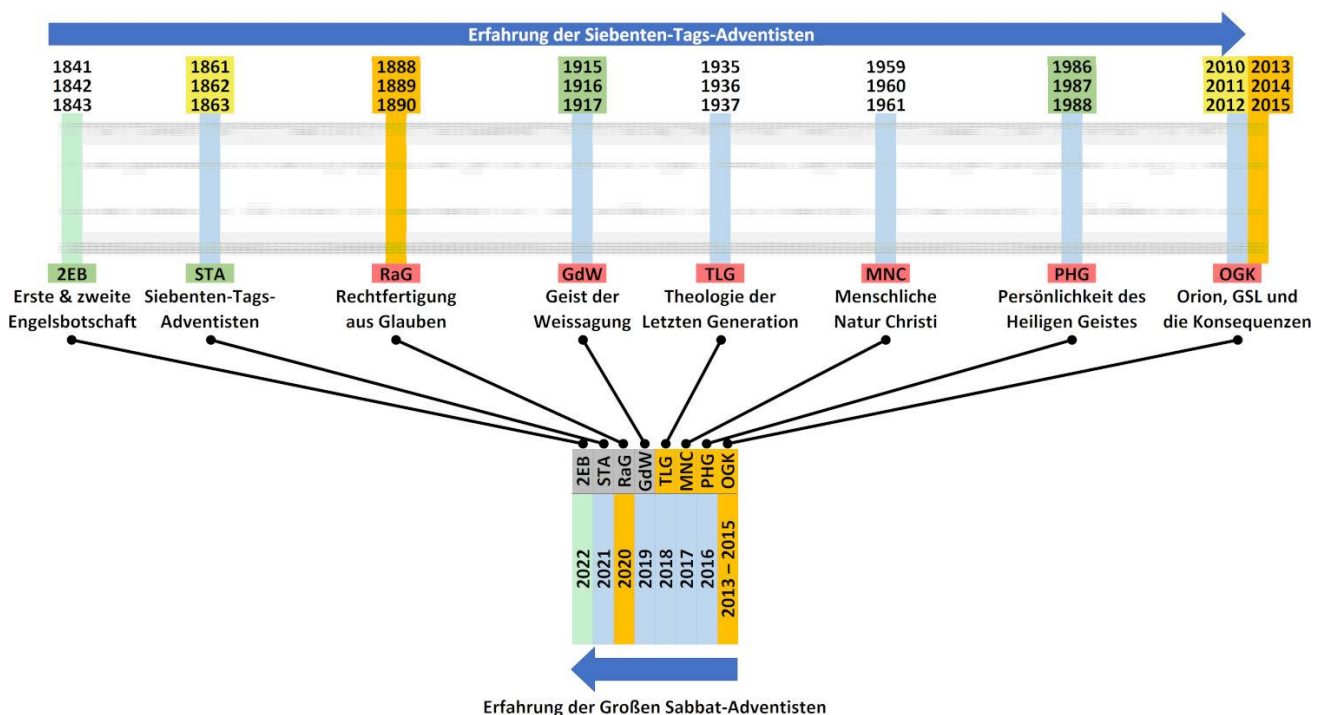 Erfahrung der Siebenten-Tags-Adventisten
1841 1861 1888 1915 1935 1959 1986 2010 2013
1842 1862 1889 1916 1936 1960 1987 2011 2014
1843 1863 1890 1917 1937 1961 1988 2012 2015
2EB STA RaG GdW TLG MNC PHG OGK
Erste & zweite Siebenten-Tags- Rechtfertigung Geist der Theologie der Menschliche Persönlichkeit des Orion, GSL und
Engelsbotschaft Adventisten aus Glauben Weissagung Letzten Generation Natur Christi Heiligen Geistes die Konsequenzen
2EB STA RaG GdW TLG MNC PHG OGK
2022 2021 2020 2019 2018 2017 2016 2013 – 2015
Erfahrung der Großen Sabbat-Adventisten